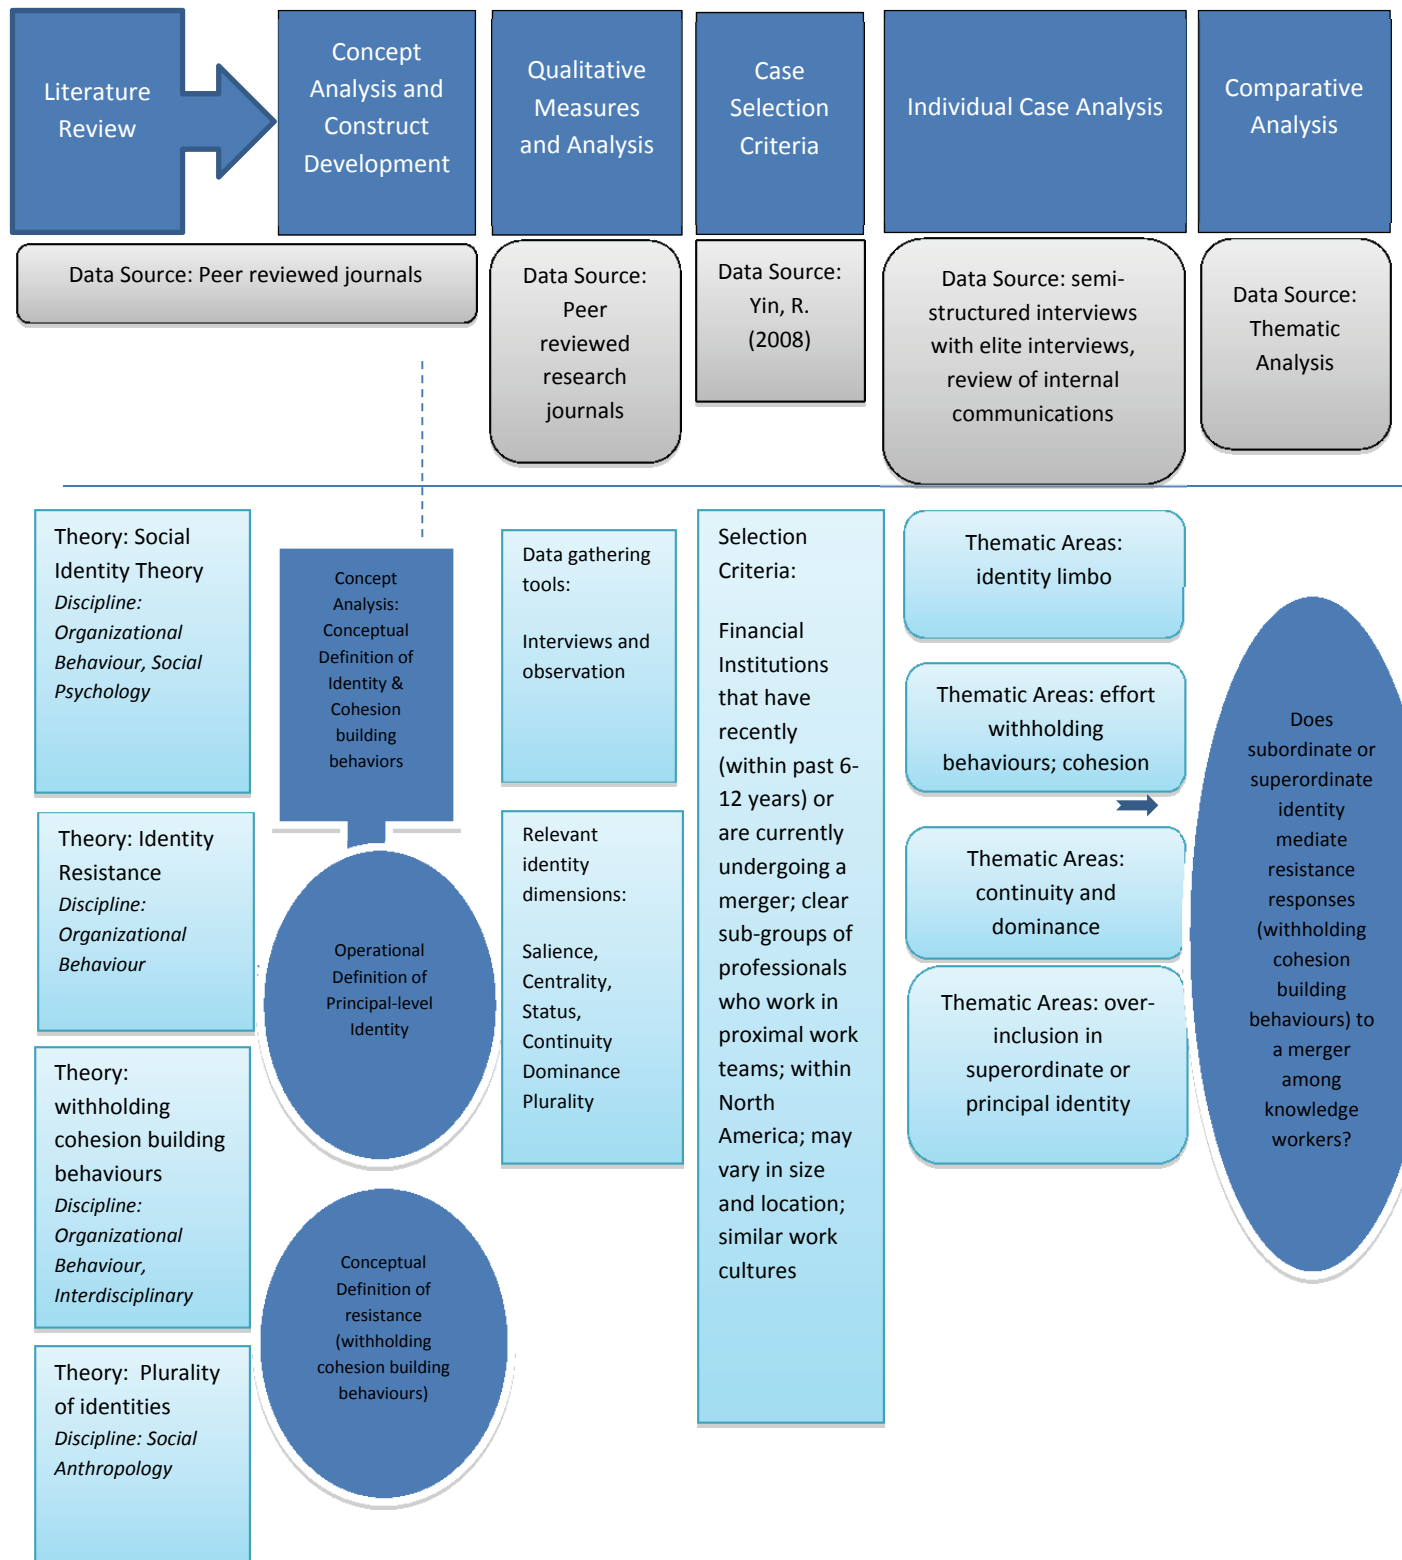 Literature
Review
Concept
Analysis and
Construct
Development
Qualitative
Measures
and Analysis
Case
Selection
Criteria
Individual Case Analysis
Comparative
Analysis
Data Source: Peer reviewed journals
Data Source:
Peer
reviewed
research
journals
Data Source:
Yin, R.
(2008)
Data Source: semi-
structured interviews
with elite interviews,
review of internal
communications
Data Source:
Thematic
Analysis
Theory: Social
Identity Theory
Discipline:
Organizational
Behaviour, Social
Psychology
Theory: Identity
Resistance
Discipline:
Organizational
Behaviour
Theory:
withholding
cohesion building
behaviours
Discipline:
Organizational
Behaviour,
Interdisciplinary
Theory: Plurality
of identities
Discipline: Social
Anthropology
Concept
Analysis:
Conceptual
Definition of
Identity &
Cohesion
building
behaviors
Operational
Definition of
Principal-level
Identity
Conceptual
Definition of
resistance
(withholding
cohesion building
behaviours)
Data gathering
tools:
Interviews and
observation
Relevant
identity
dimensions:
Salience,
Centrality,
Status,
Continuity
Dominance
Plurality
Selection
Criteria:
Financial
Institutions
that have
recently
(within past 6-
12 years) or
are currently
undergoing a
merger; clear
sub-groups of
professionals
who work in
proximal work
teams; within
North
America; may
vary in size
and location;
similar work
cultures
Thematic Areas:
identity limbo
Thematic Areas: effort
withholding
behaviours; cohesion
Thematic Areas:
continuity and
dominance
Thematic Areas: over-
inclusion in
superordinate or
principal identity
Does
subordinate or
superordinate
identity
mediate
resistance
responses
(withholding
cohesion
building
behaviours) to
a merger
among
knowledge
workers?